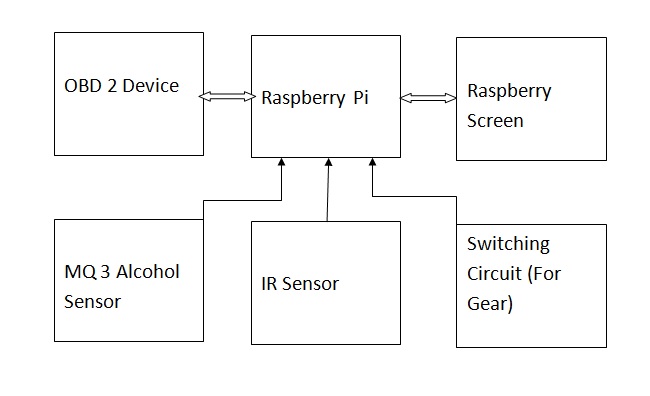 OBD 2 Device
Raspberry Pi
Raspberry
Screen
MQ 3 Alcohol
Sensor
IR Sensor
Switching
Circuit (For
Gear)